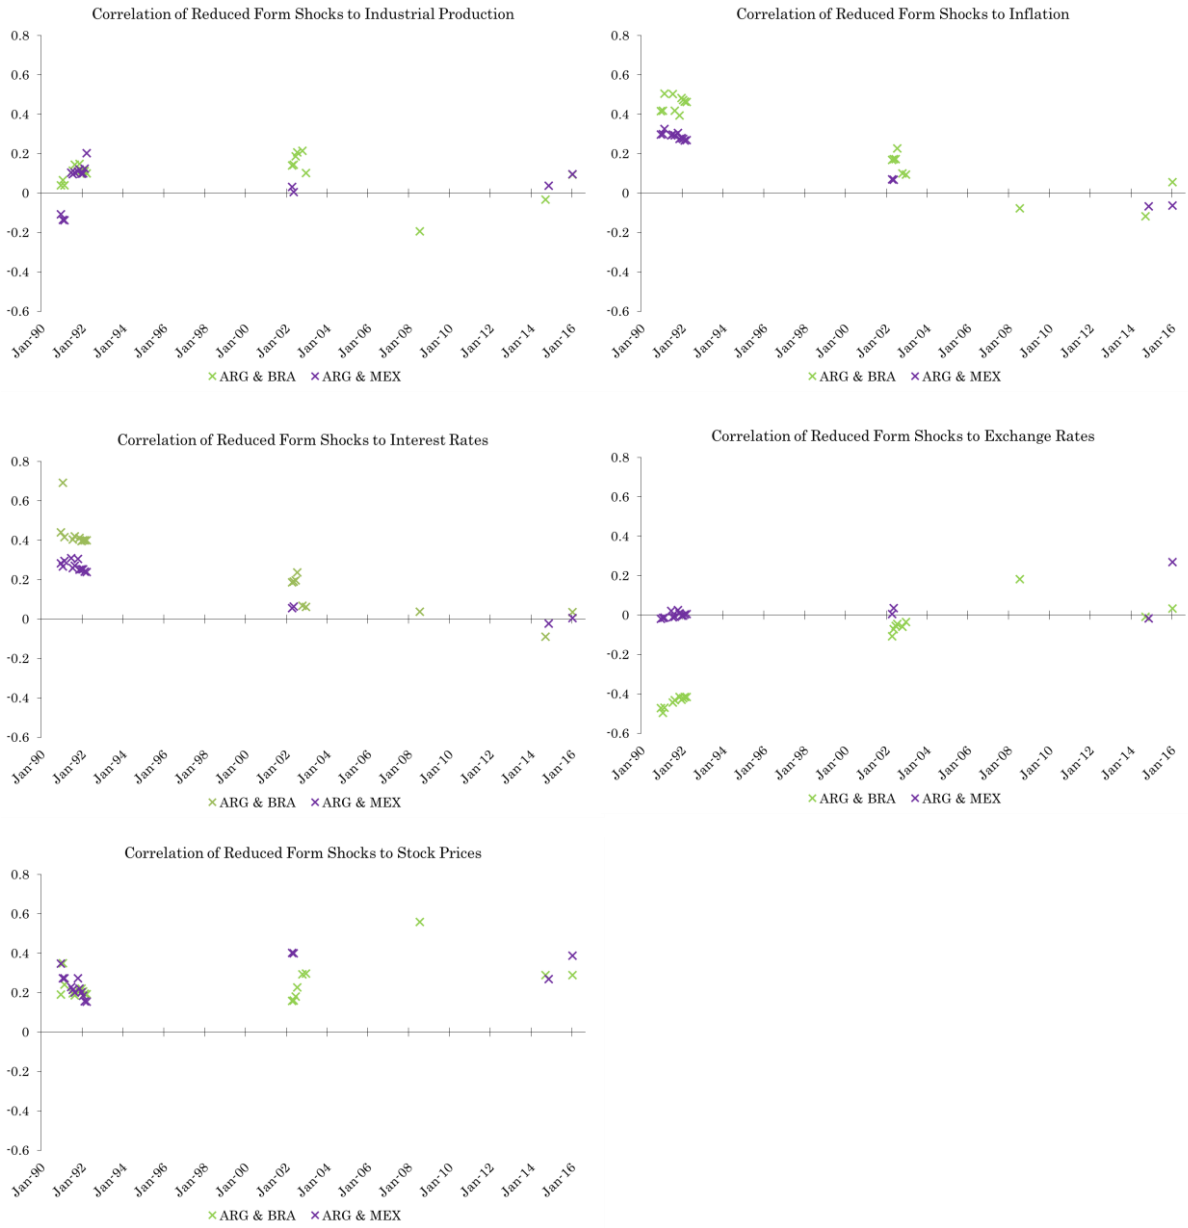 Correlation of Reduced Form Shocks to Industrial Production
0.8
0.6
0.4
0.2
0
-0.2
-0.4
-0.6
Jan-90 Jan-92 Jan-94 Jan-96 Jan-98 Jan-00 Jan-02 Jan-04 Jan-06 Jan-08 Jan-10 Jan-12 Jan-14 Jan-16
ARG & BRA ARG & MEX
Correlation of Reduced Form Shocks to Inflation
0.8
0.6
0.4
0.2
0
-0.2
-0.4
-0.6
Jan-90 Jan-92 Jan-94 Jan-96 Jan-98 Jan-00 Jan-02 Jan-04 Jan-06 Jan-08 Jan-10 Jan-12 Jan-14 Jan-16
ARG & BRA ARG & MEX
Correlation of Reduced Form Shocks to Interest Rates
0.8
0.6
0.4
0.2
0
-0.2
-0.4
-0.6
Jan-90 Jan-92 Jan-94 Jan-96 Jan-98 Jan-00 Jan-02 Jan-04 Jan-06 Jan-08 Jan-10 Jan-12 Jan-14 Jan-16
ARG & BRA ARG & MEX
Correlation of Reduced Form Shocks to Exchange Rates
0.8
0.6
0.4
0.2
0
-0.2
-0.4
-0.6
Jan-90 Jan-92 Jan-94 Jan-96 Jan-98 Jan-00 Jan-02 Jan-04 Jan-06 Jan-08 Jan-10 Jan-12 Jan-14 Jan-16
ARG & BRA ARG & MEX
Correlation of Reduced Form Shocks to Stock Prices
0.8
0.6
0.4
0.2
0
-0.2
-0.4
-0.6
Jan-90 Jan-92 Jan-94 Jan-96 Jan-98 Jan-00 Jan-02 Jan-04 Jan-06 Jan-08 Jan-10 Jan-12 Jan-14 Jan-16
ARG & BRA ARG & MEX